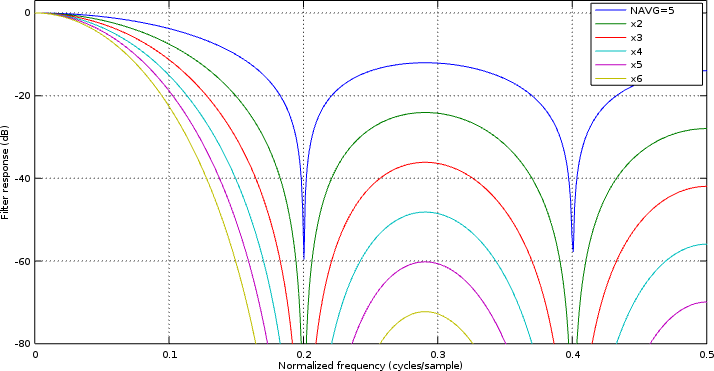 0
-20
-40
-60
-80
Filter response (dB)
NAVG=5
x2
x3
x4
x5
x6
0
0.1
0.2
0.3
0.4
0.5
Normalized frequency (cycles/sample)